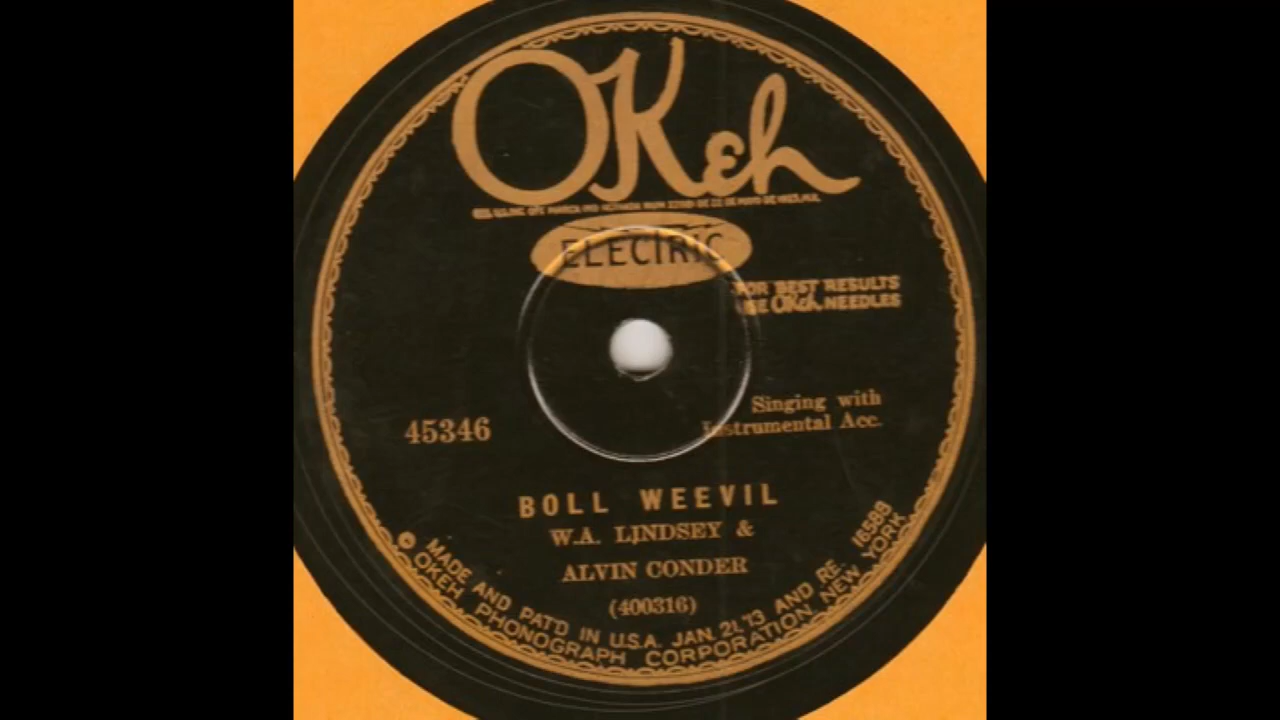 OKeh
ELECTRIC
FOR BEST RESULTS
USE OKeh NEEDLES
Singing with
Instrumental Acc.
45346
BOLL WEEVIL
W.A. LINDSEY &
ALVIN CONDER
(400316)
MADE AND PAT'D IN U.S.A. JAN. 21, '13 AND RE. 16588
OKEH PHONOGRAPH CORPORATION, NEW YORK